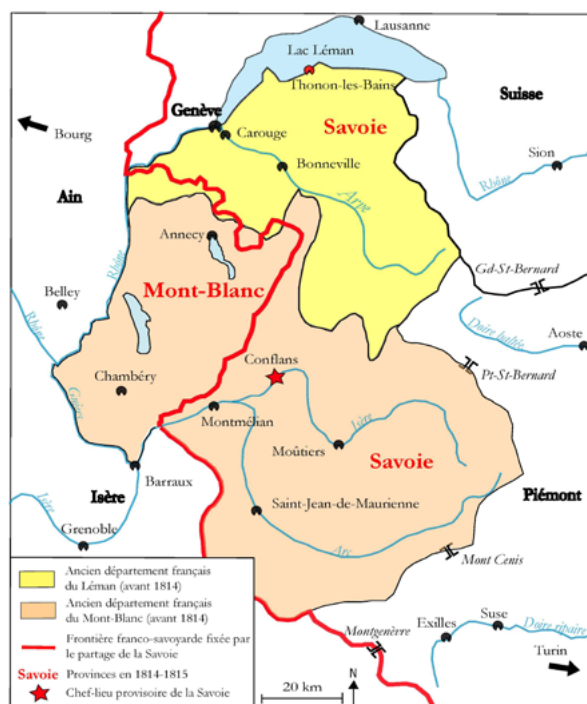 Lausanne
Lac Léman
Thonon-les-Bains
Genève
Suisse
Savoie
Carouge
Bourg
Bonneville
Sion
Rhône
Ain
Arve
Annecy
Rhône
Gd-St-Bernard
Mont-Blanc
Belley
Rhône
Doire baltée
Aoste
Conflans
Pt-St-Bernard
Chambéry
Guiers
Montmélian
Isère
Moûtiers
Savoie
Barraux
Isère
Piémont
Isère
Saint-Jean-de-Maurienne
Grenoble
Arc
Mont Cenis
Ancien département français
du Léman (avant 1814)
Ancien département français
du Mont-Blanc (avant 1814)
Frontière franco-savoyarde fixée par
le partage de la Savoie
Savoie Provinces en 1814-1815
Chef-lieu provisoire de la Savoie
Montgenèvre
Exilles
Suse
Doire ripaire
Turin
20 km
N